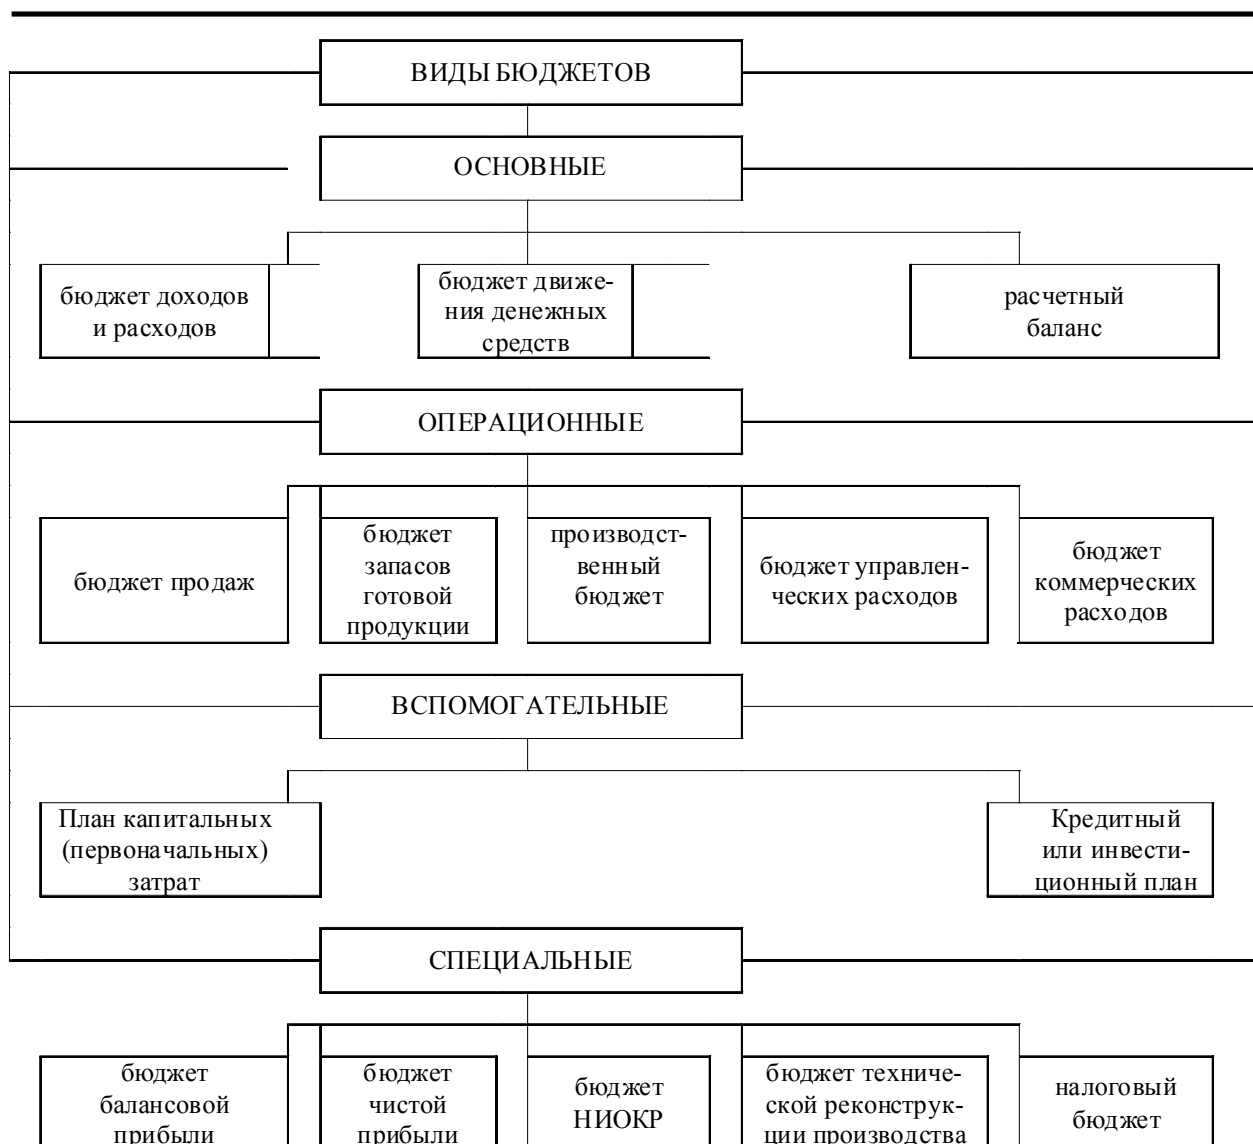 ВИДЫ БЮДЖЕТОВ
ОСНОВНЫЕ
бюджет доходов
и расходов
бюджет движе-
ния денежных
средств
расчетный
баланс
ОПЕРАЦИОННЫЕ
бюджет продаж
бюджет
запасов
готовой
продукции
производст-
венный
бюджет
бюджет управлен-
ческих расходов
бюджет
коммерческих
расходов
ВСПОМОГАТЕЛЬНЫЕ
План капитальных
(первоначальных)
затрат
Кредитный
или инвести-
ционный план
СПЕЦИАЛЬНЫЕ
бюджет
балансовой
прибыли
бюджет
чистой
прибыли
бюджет
НИОКР
бюджет техниче-
ской реконструк-
ции производства
налоговый
бюджет